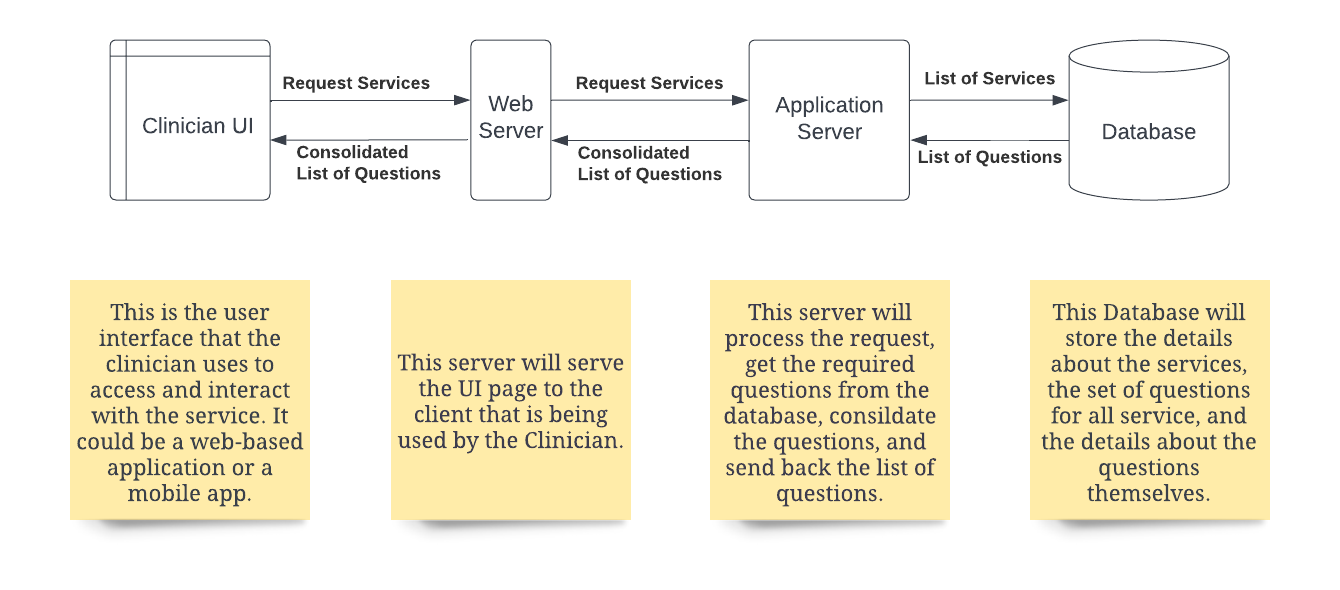 Clinician UI
Request Services
Consolidated
List of Questions
Web
Server
Request Services
Consolidated
List of Questions
Application
Server
List of Services
List of Questions
Database
This is the user
interface that the
clinician uses to
access and interact
with the service. It
could be a web-based
application or a
mobile app.
This server will serve
the UI page to the
client that is being
used by the Clinician.
This server will
process the request,
get the required
questions from the
database, consildate
the questions, and
send back the list of
questions.
This Database will
store the details
about the services,
the set of questions
for all service, and
the details about the
questions
themselves.